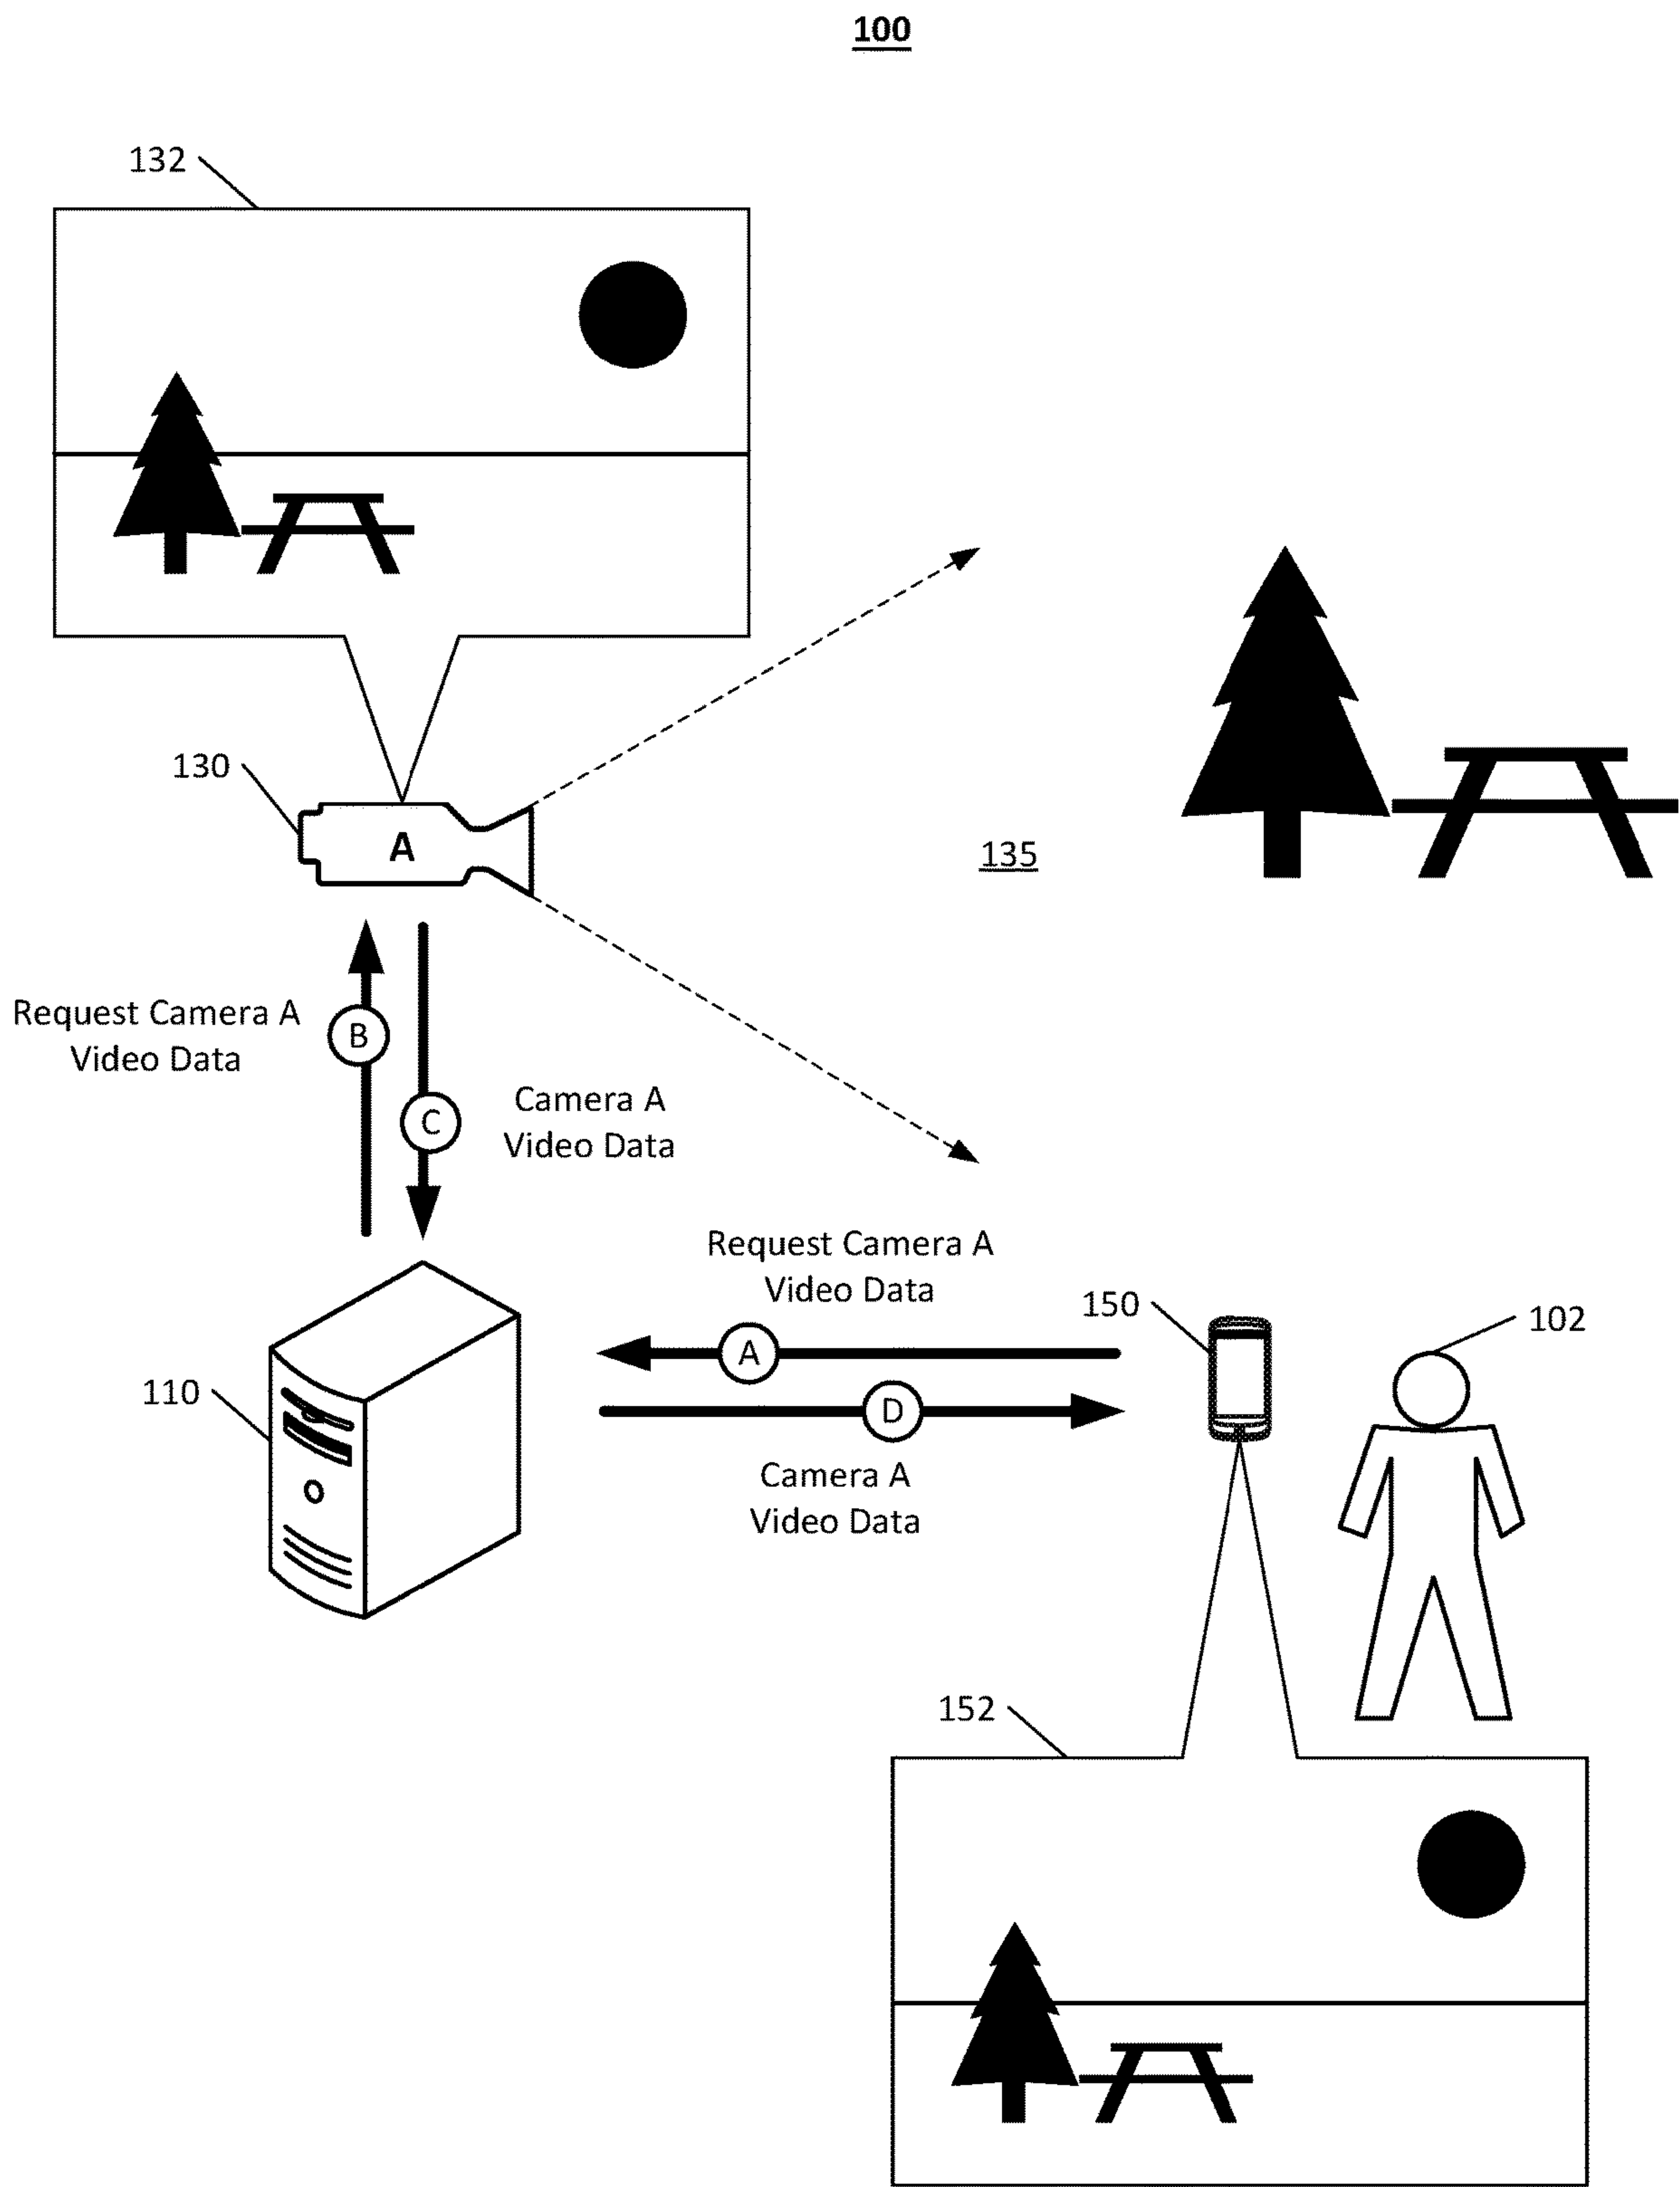 100
132
130
A
135
Request Camera A
Video Data
B
C
Camera A
Video Data
Request Camera A
Video Data
150
102
A
110
D
Camera A
Video Data
152